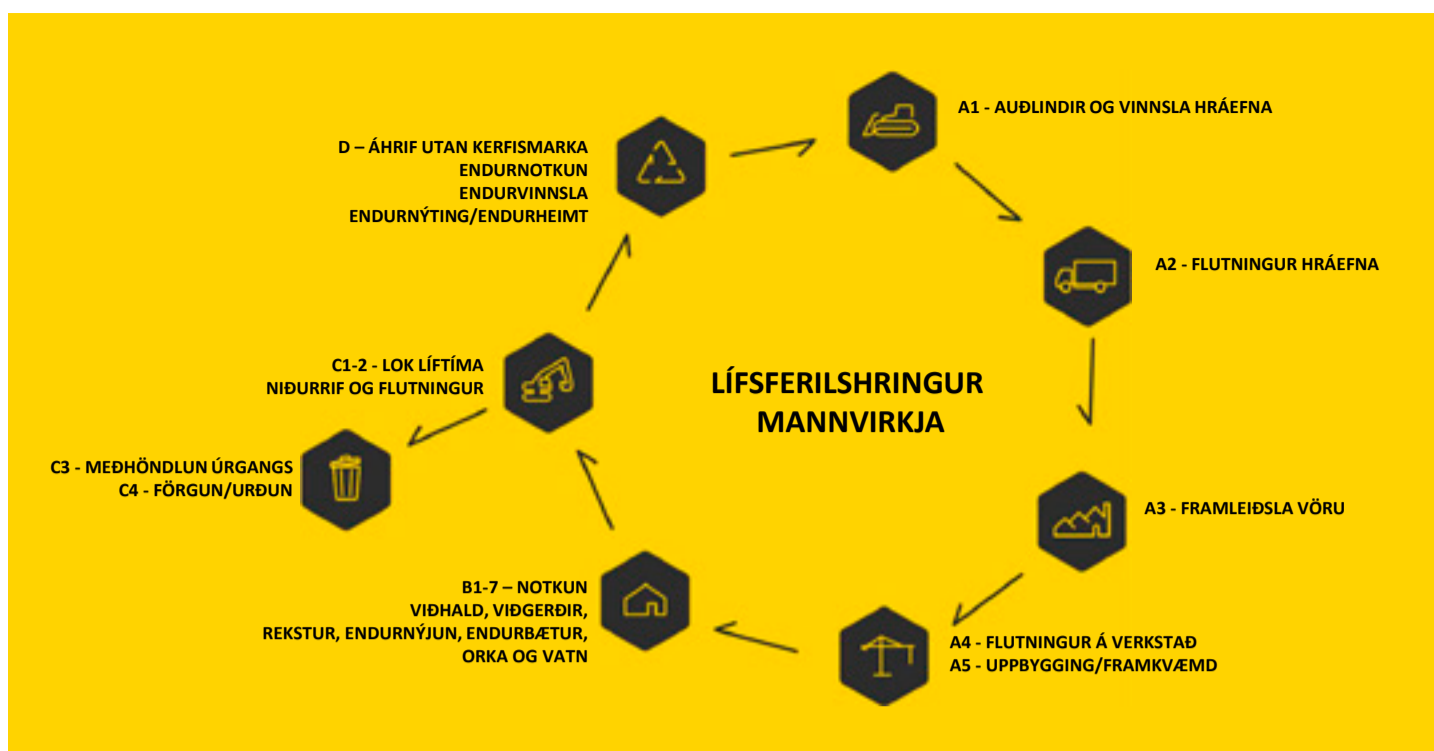 A1 - AUÐLINDIR OG VINNSLA HRÁEFNA
D – ÁHRIF UTAN KERFISMARKA
ENDURNOTKUN
ENDURVINNSLA
ENDURNÝTING/ENDURHEIMT
A2 - FLUTNINGUR HRÁEFNA
C1-2 - LOK LÍFTÍMA
NIÐURRIF OG FLUTNINGUR
LÍFSFERILSHRINGUR
MANNVIRKJA
C3 - MEÐHÖNDLUN ÚRGANGS
C4 - FÖRGUN/URÐUN
A3 - FRAMLEIÐSLA VÖRU
B1-7 – NOTKUN
VIÐHALD, VIÐGERÐIR,
REKSTUR, ENDURNÝJUN, ENDURBÆTUR,
ORKA OG VATN
A4 - FLUTNINGUR Á VERKSTAÐ
A5 - UPPBYGGING/FRAMKVÆMD